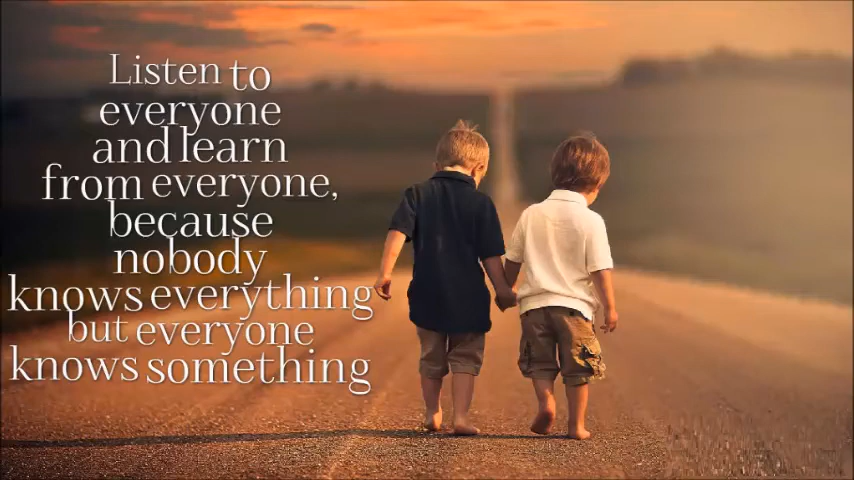 Listen to
everyone
and learn
from everyone,
because
nobody
knows everything
but everyone
knows something